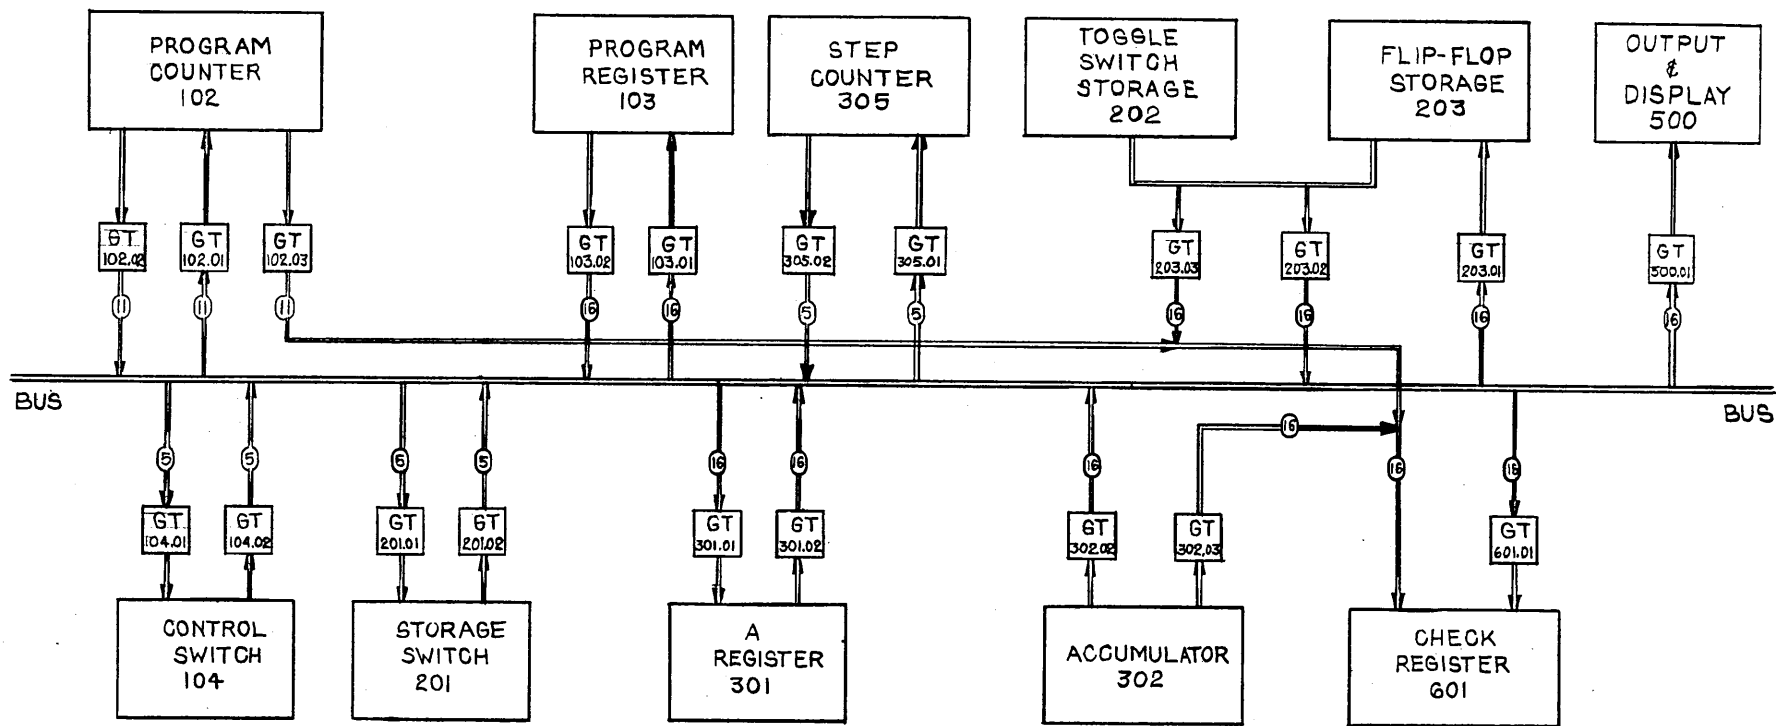 PROGRAM
COUNTER
102
PROGRAM
REGISTER
103
STEP
COUNTER
305
TOGGLE
SWITCH
STORAGE
202
FLIP-FLOP
STORAGE
203
OUTPUT
&
DISPLAY
500
GT
102.02
GT
102.01
GT
102.03
GT
103.02
GT
103.01
GT
305.02
GT
305.01
GT
203.03
GT
203.02
GT
203.01
GT
500.01
11
11
11
16
16
5
5
16
16
16
16
BUS
BUS
16
5
5
5
5
16
16
16
16
16
GT
104.01
GT
104.02
GT
201.01
GT
201.02
GT
301.01
GT
301.02
GT
302.02
GT
302.03
GT
601.01
CONTROL
SWITCH
104
STORAGE
SWITCH
201
A
REGISTER
301
ACCUMULATOR
302
CHECK
REGISTER
601